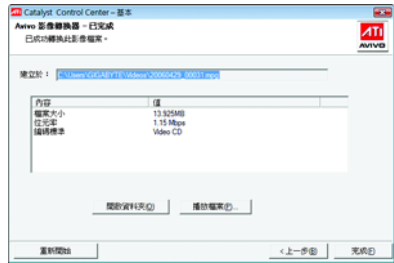 Catalyst Control Center – 基本
Avivo 影像轉換器 – 已完成
已成功轉換此影像檔案。
ATI
AVIVO
建立於： C:\Users\GIGABYTE\Videos\20060429_00031.mpg
內容 值
檔案大小 13.925MB
位元率 1.15 Mbps
編碼標準 Video CD
開啟資料夾(O) 播放檔案(P)...
重新開始 <上一步(B) 完成(F)